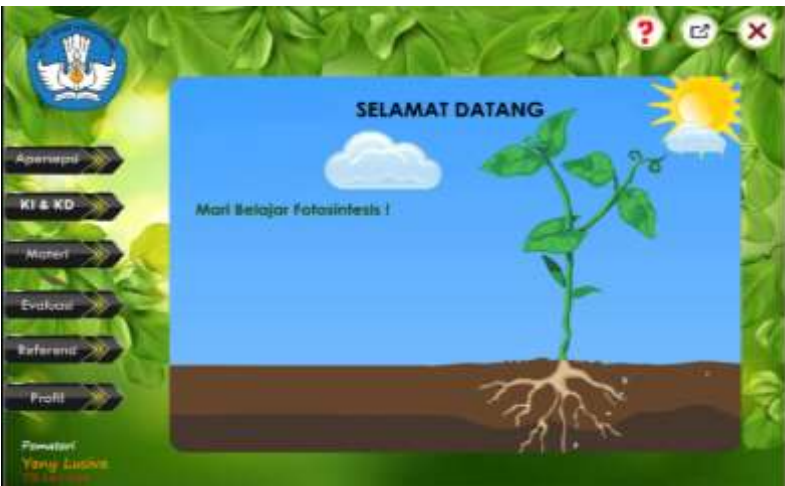 ?
SELAMAT DATANG
Mari Belajar Fotosintesis !
Apersepsi
KI & KD
Materi
Evaluasi
Referensi
Profil
Pemateri